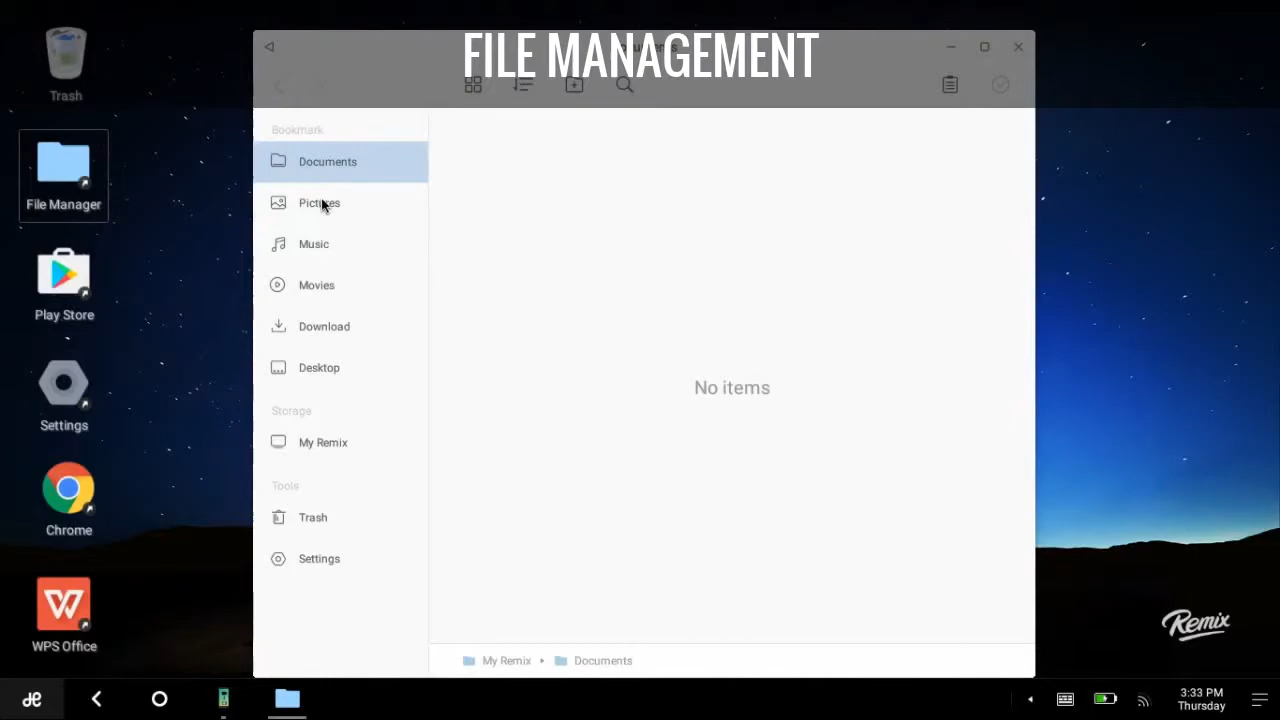 FILE MANAGEMENT
Trash
File Manager
Play Store
Settings
Chrome
WPS Office
Bookmark
Documents
Pictures
Music
Movies
Download
Desktop
Storage
My Remix
Tools
Trash
Settings
No items
My Remix
Documents
Remix
3:33 PM
Thursday